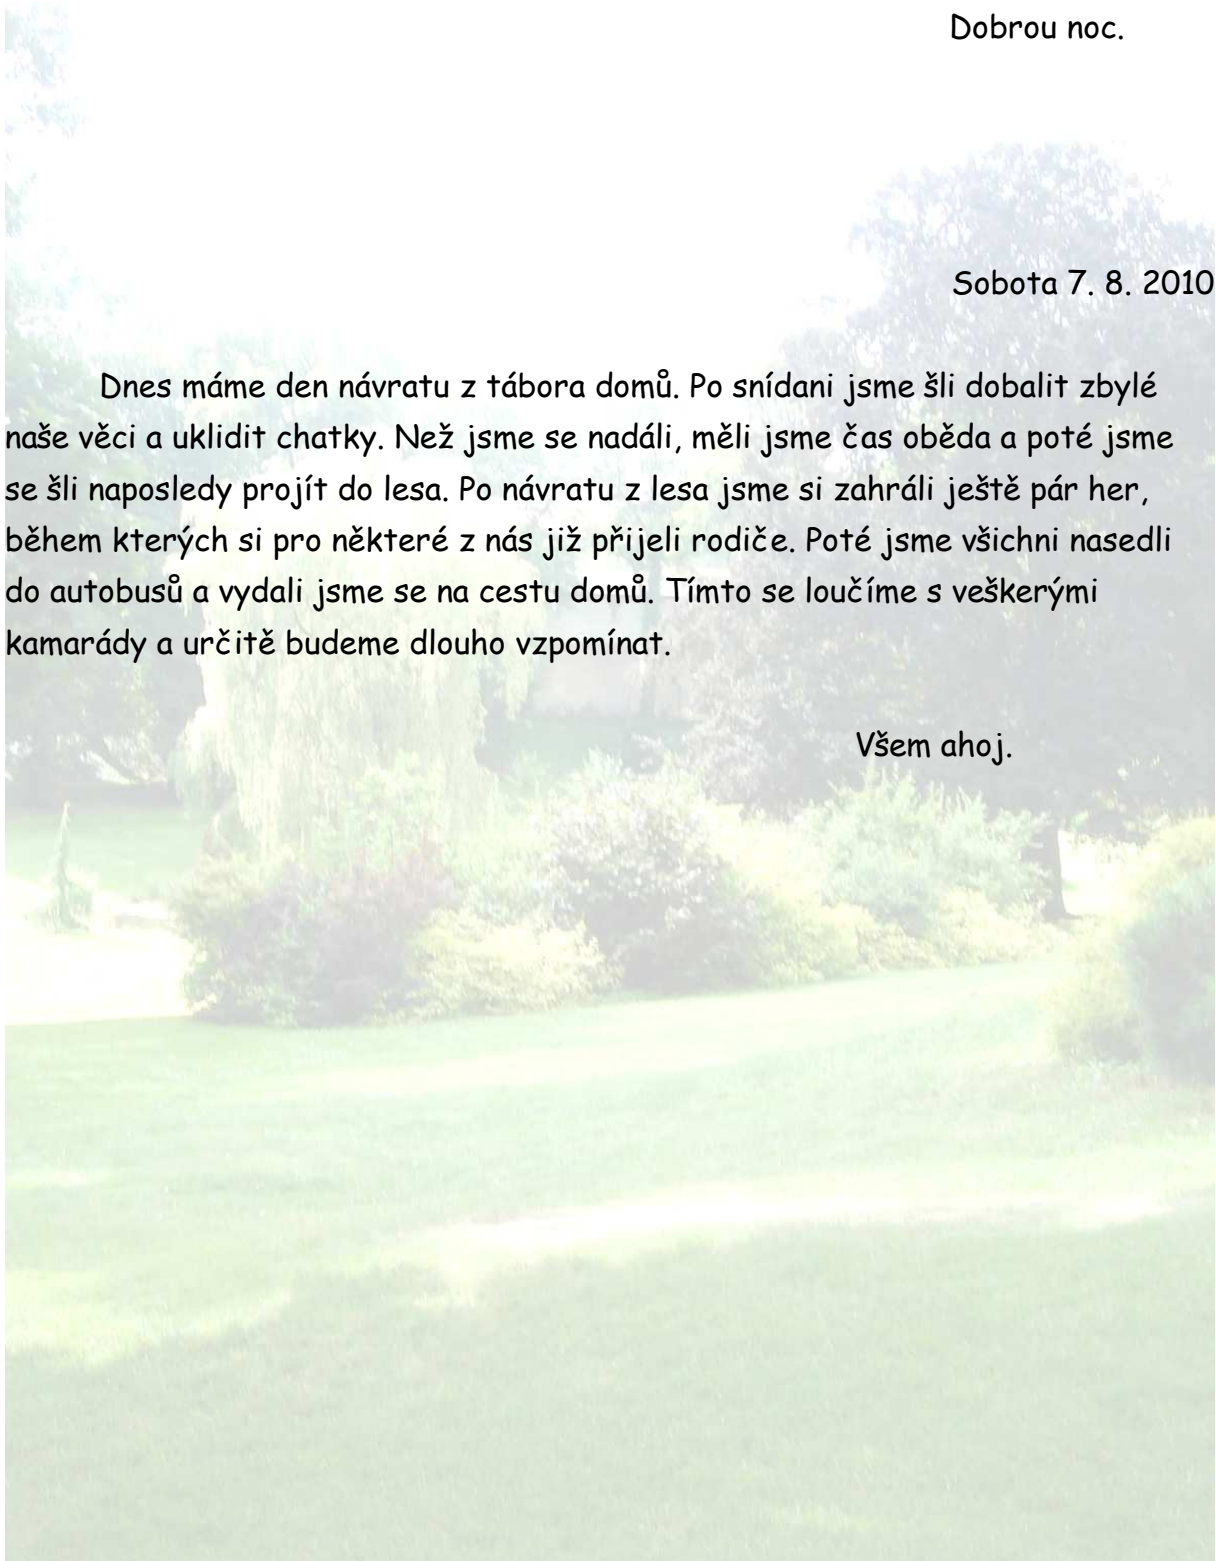 Dobrou noc.
Sobota 7. 8. 2010
Dnes máme den návratu z tábora domů. Po snídani jsme šli dobalit zbylé
naše věci a uklidit chatky. Než jsme se nadáli, měli jsme čas oběda a poté jsme
se šli naposledy projít do lesa. Po návratu z lesa jsme si zahráli ještě pár her,
během kterých si pro některé z nás již přijeli rodiče. Poté jsme všichni nasedli
do autobusů a vydali jsme se na cestu domů. Tímto se loučíme s veškerými
kamarády a určitě budeme dlouho vzpomínat.
Všem ahoj.